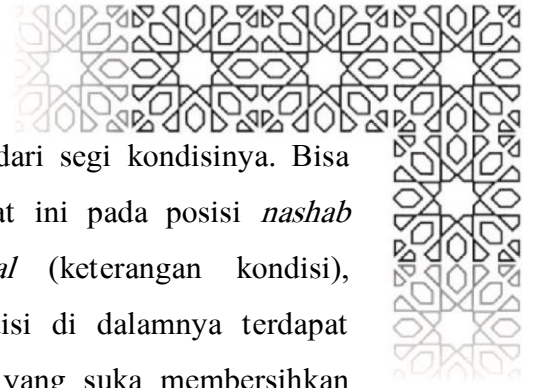 dari segi kondisinya. Bisa
at ini pada posisi nashab
al (keterangan kondisi),
isi di dalamnya terdapat
yang suka membersihkan